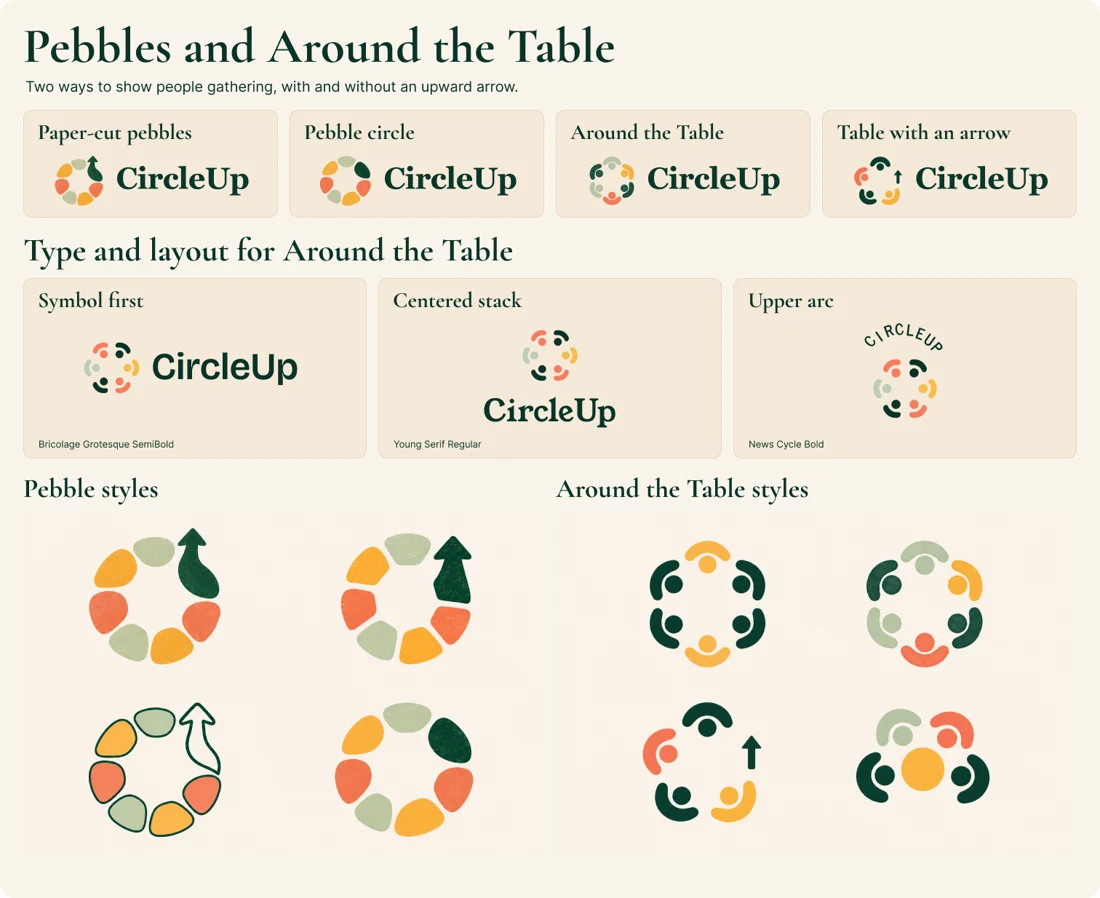 Pebbles and Around the Table
Two ways to show people gathering, with and without an upward arrow.
Paper-cut pebbles
CircleUp
Pebble circle
CircleUp
Around the Table
CircleUp
Table with an arrow
CircleUp
Type and layout for Around the Table
Symbol first
CircleUp
Bricolage Grotesque SemiBold
Centered stack
CircleUp
Young Serif Regular
Upper arc
CIRCLEUP
News Cycle Bold
Pebble styles
Around the Table styles